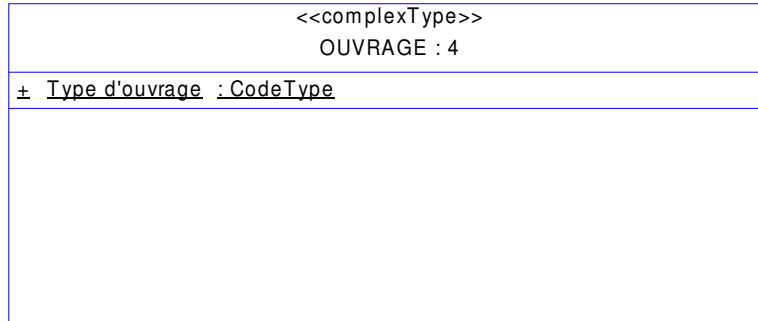 <<complexType>>
OUVRAGE : 4
+ Type d'ouvrage : CodeType